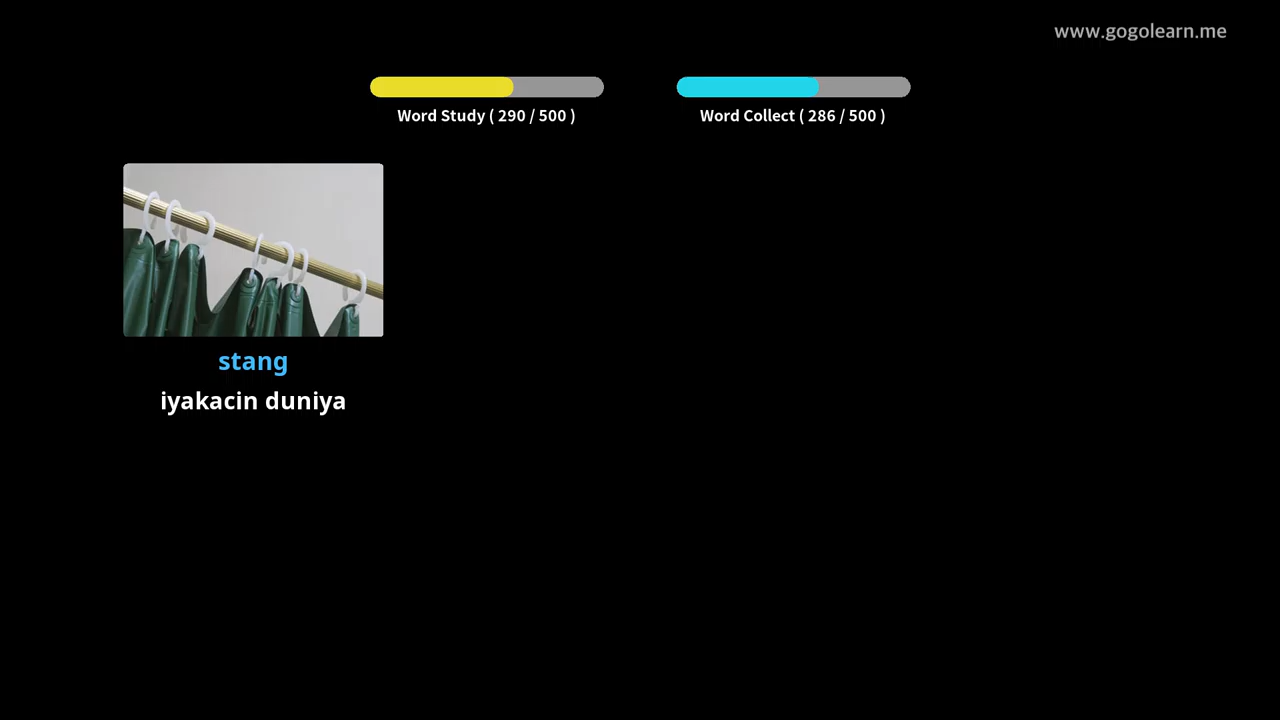 www.gogolearn.me
Word Study ( 290 / 500 )
Word Collect ( 286 / 500 )
stang
iyakacin duniya